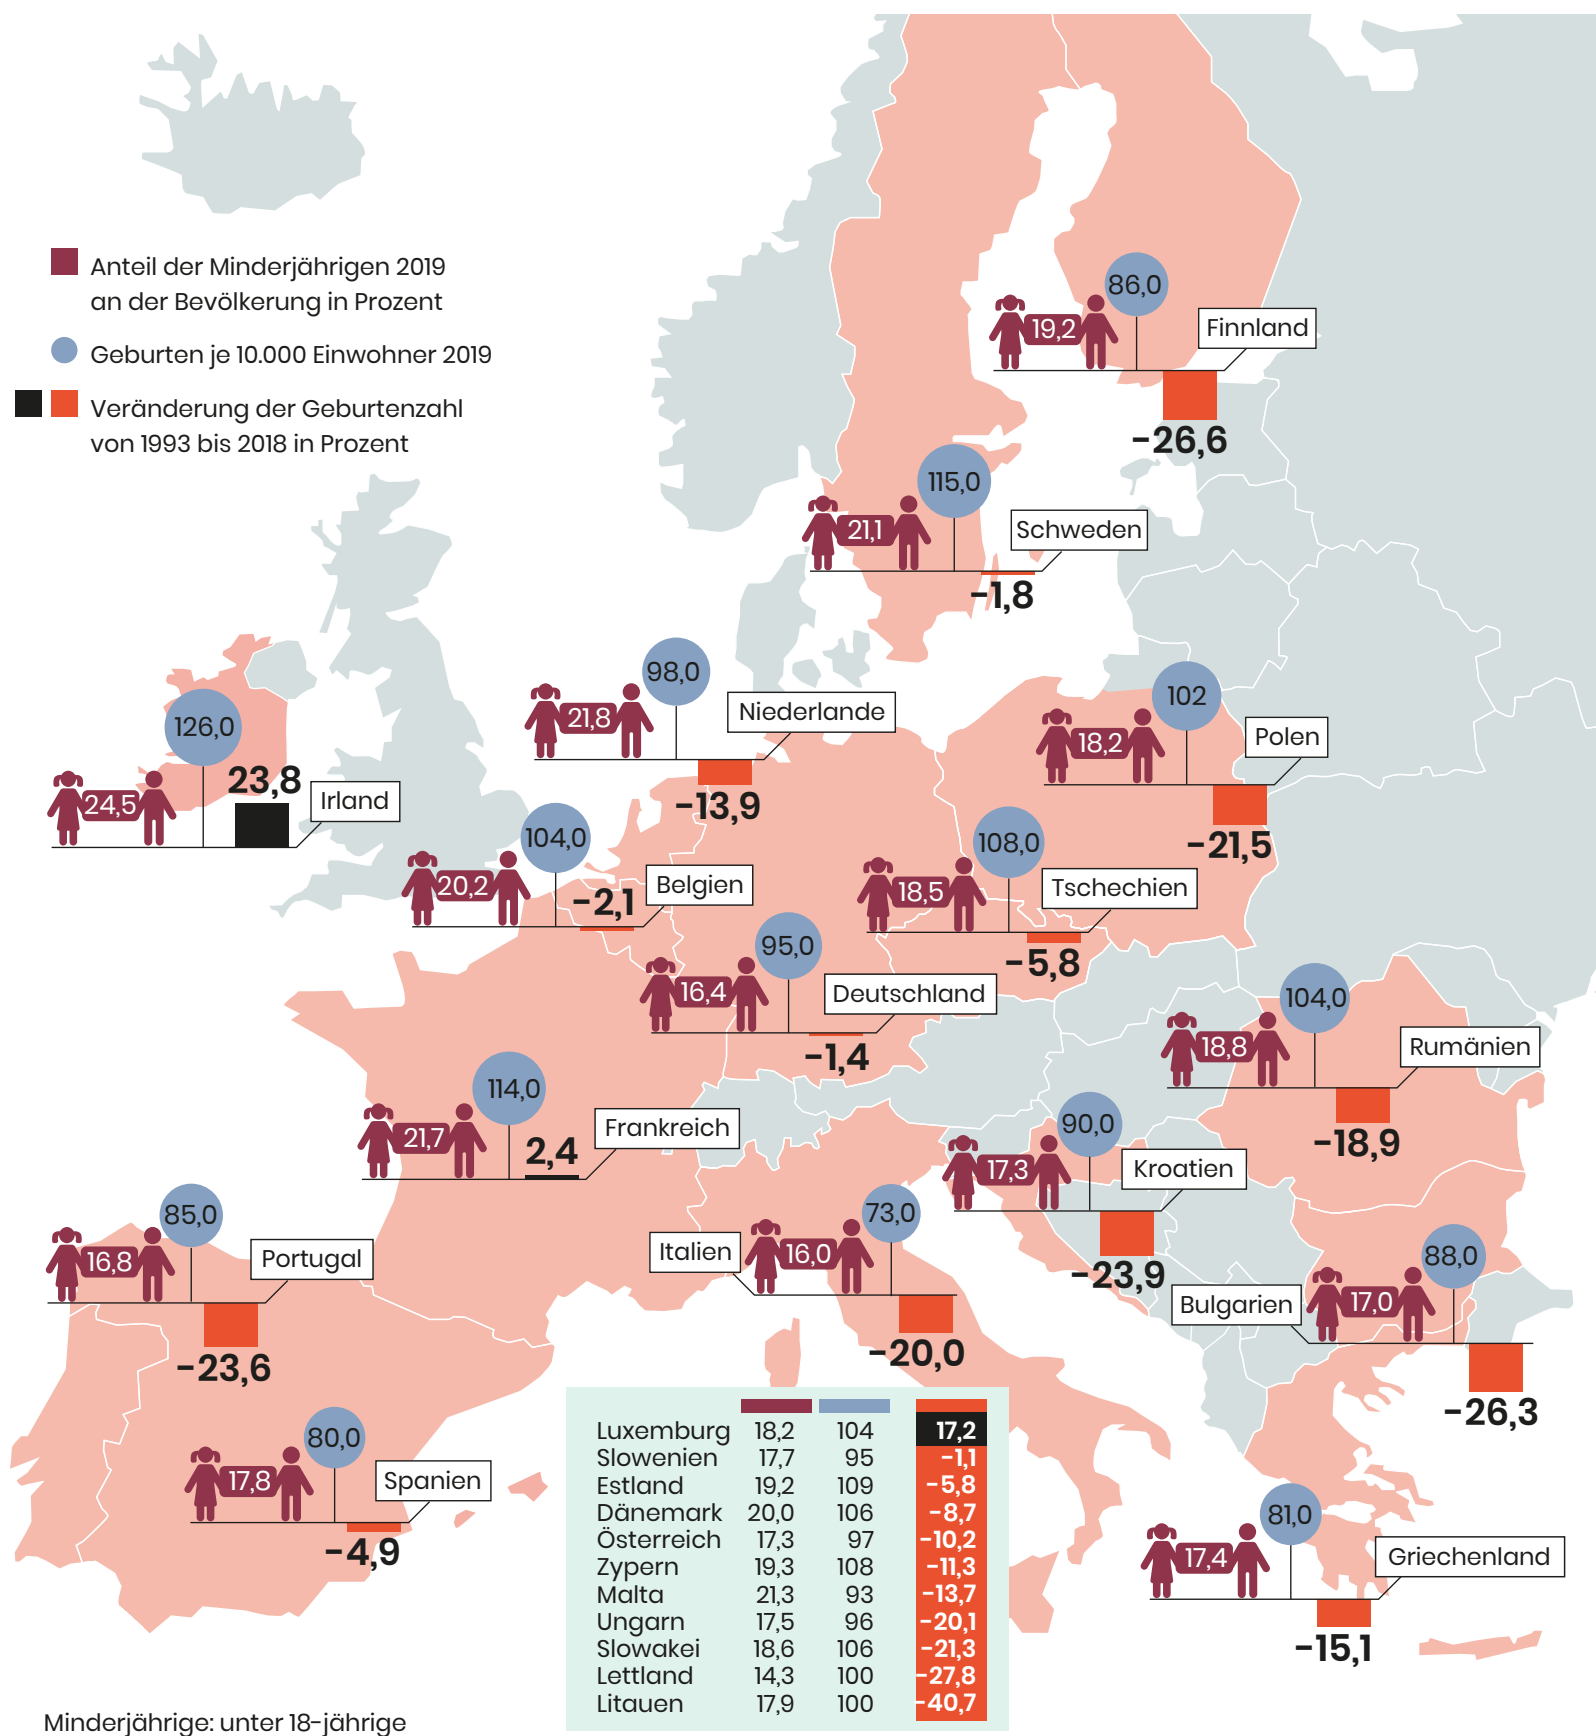 Anteil der Minderjährigen 2019
an der Bevölkerung in Prozent
Geburten je 10.000 Einwohner 2019
Veränderung der Geburtenzahl
von 1993 bis 2018 in Prozent
86,0
19,2
Finnland
-26,6
115,0
21,1
Schweden
-1,8
98,0
21,8
Niederlande
-13,9
102
18,2
Polen
-21,5
126,0
23,8
24,5
Irland
104,0
20,2
-2,1
Belgien
108,0
18,5
Tschechien
-5,8
95,0
16,4
Deutschland
-1,4
104,0
18,8
Rumänien
-18,9
114,0
21,7
2,4
Frankreich
90,0
17,3
Kroatien
-23,9
85,0
16,8
Portugal
-23,6
73,0
Italien
16,0
-20,0
88,0
Bulgarien
17,0
-26,3
80,0
17,8
Spanien
-4,9
81,0
17,4
Griechenland
-15,1
Luxemburg 18,2 104 17,2
Slowenien 17,7 95 -1,1
Estland 19,2 109 -5,8
Dänemark 20,0 106 -8,7
Österreich 17,3 97 -10,2
Zypern 19,3 108 -11,3
Malta 21,3 93 -13,7
Ungarn 17,5 96 -20,1
Slowakei 18,6 106 -21,3
Lettland 14,3 100 -27,8
Litauen 17,9 100 -40,7
Minderjährige: unter 18-jährige